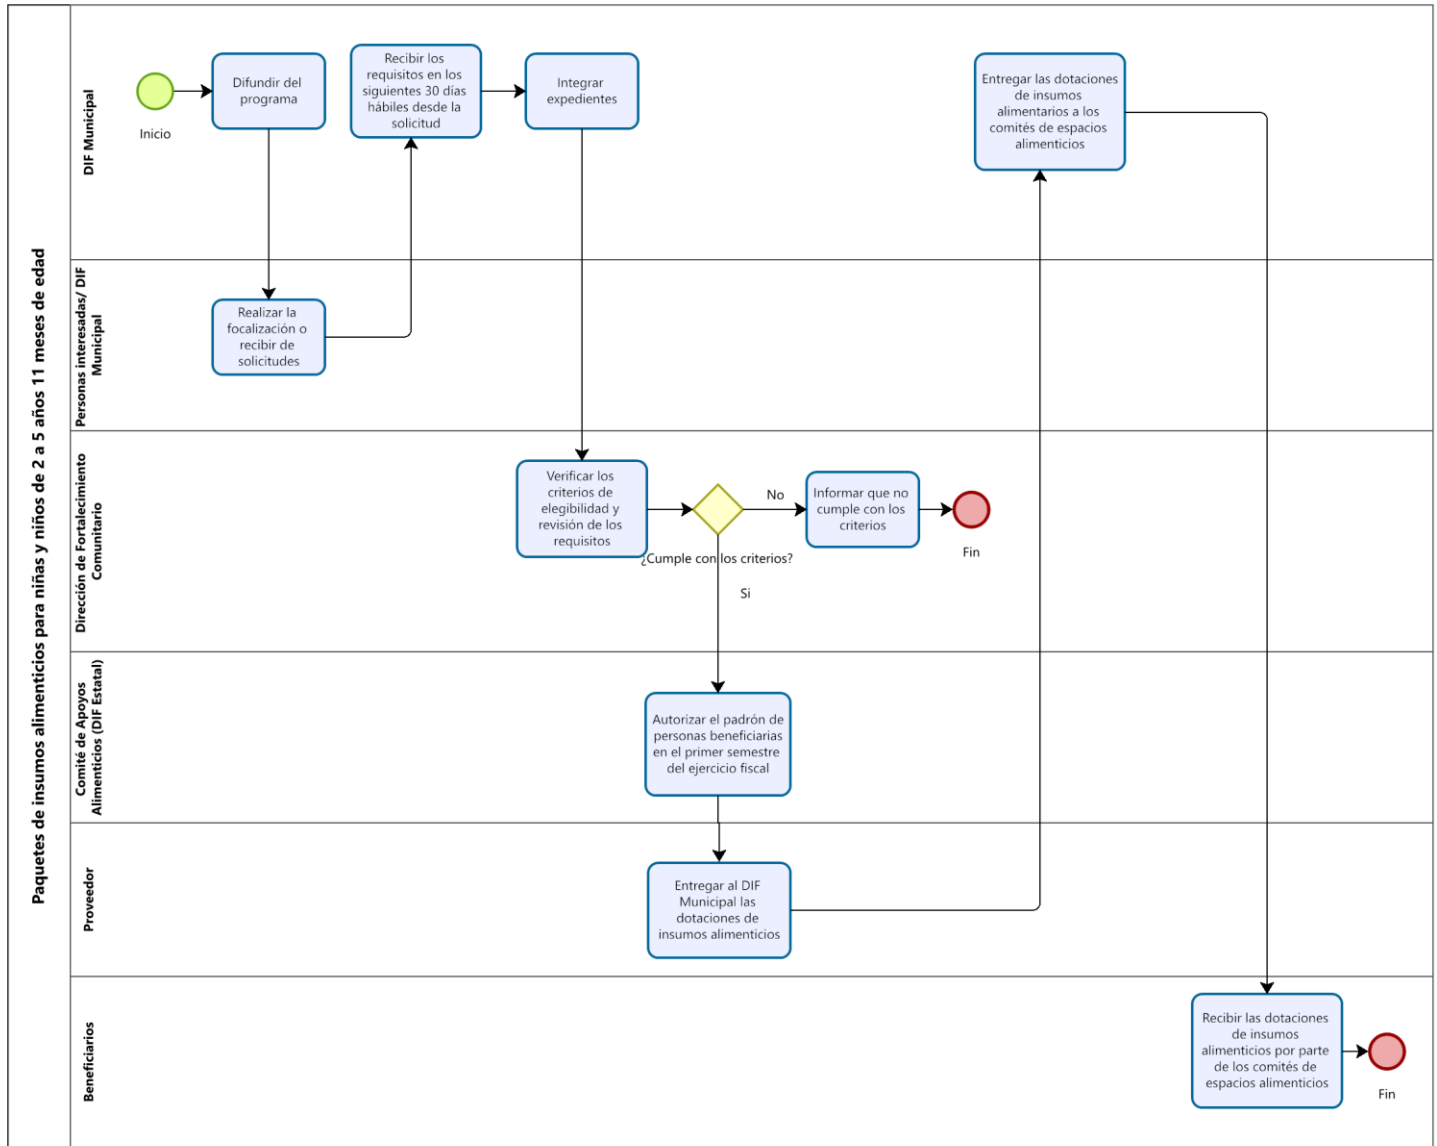 Paquetes de insumos alimenticios para niñas y niños de 2 a 5 años 11 meses de edad
DIF Municipal
Inicio
Difundir del
programa
Recibir los
requisitos en los
siguientes 30 días
hábiles desde la
solicitud
Integrar
expedientes
Entregar las dotaciones
de insumos
alimentarios a los
comités de espacios
alimenticios
Personas interesadas/ DIF
Municipal
Realizar la
focalización o
recibir de
solicitudes
Dirección de Fortalecimiento
Comunitario
Verificar los
criterios de
elegibilidad y
revisión de los
requisitos
¿Cumple con los criterios?
No
Si
Informar que no
cumple con los
criterios
Fin
Comité de Apoyos
Alimenticios (DIF Estatal)
Autorizar el padrón de
personas beneficiarias
en el primer semestre
del ejercicio fiscal
Proveedor
Entregar al DIF
Municipal las
dotaciones de
insumos alimenticios
Beneficiarios
Recibir las dotaciones
de insumos
alimenticios por parte
de los comités de
espacios alimenticios
Fin